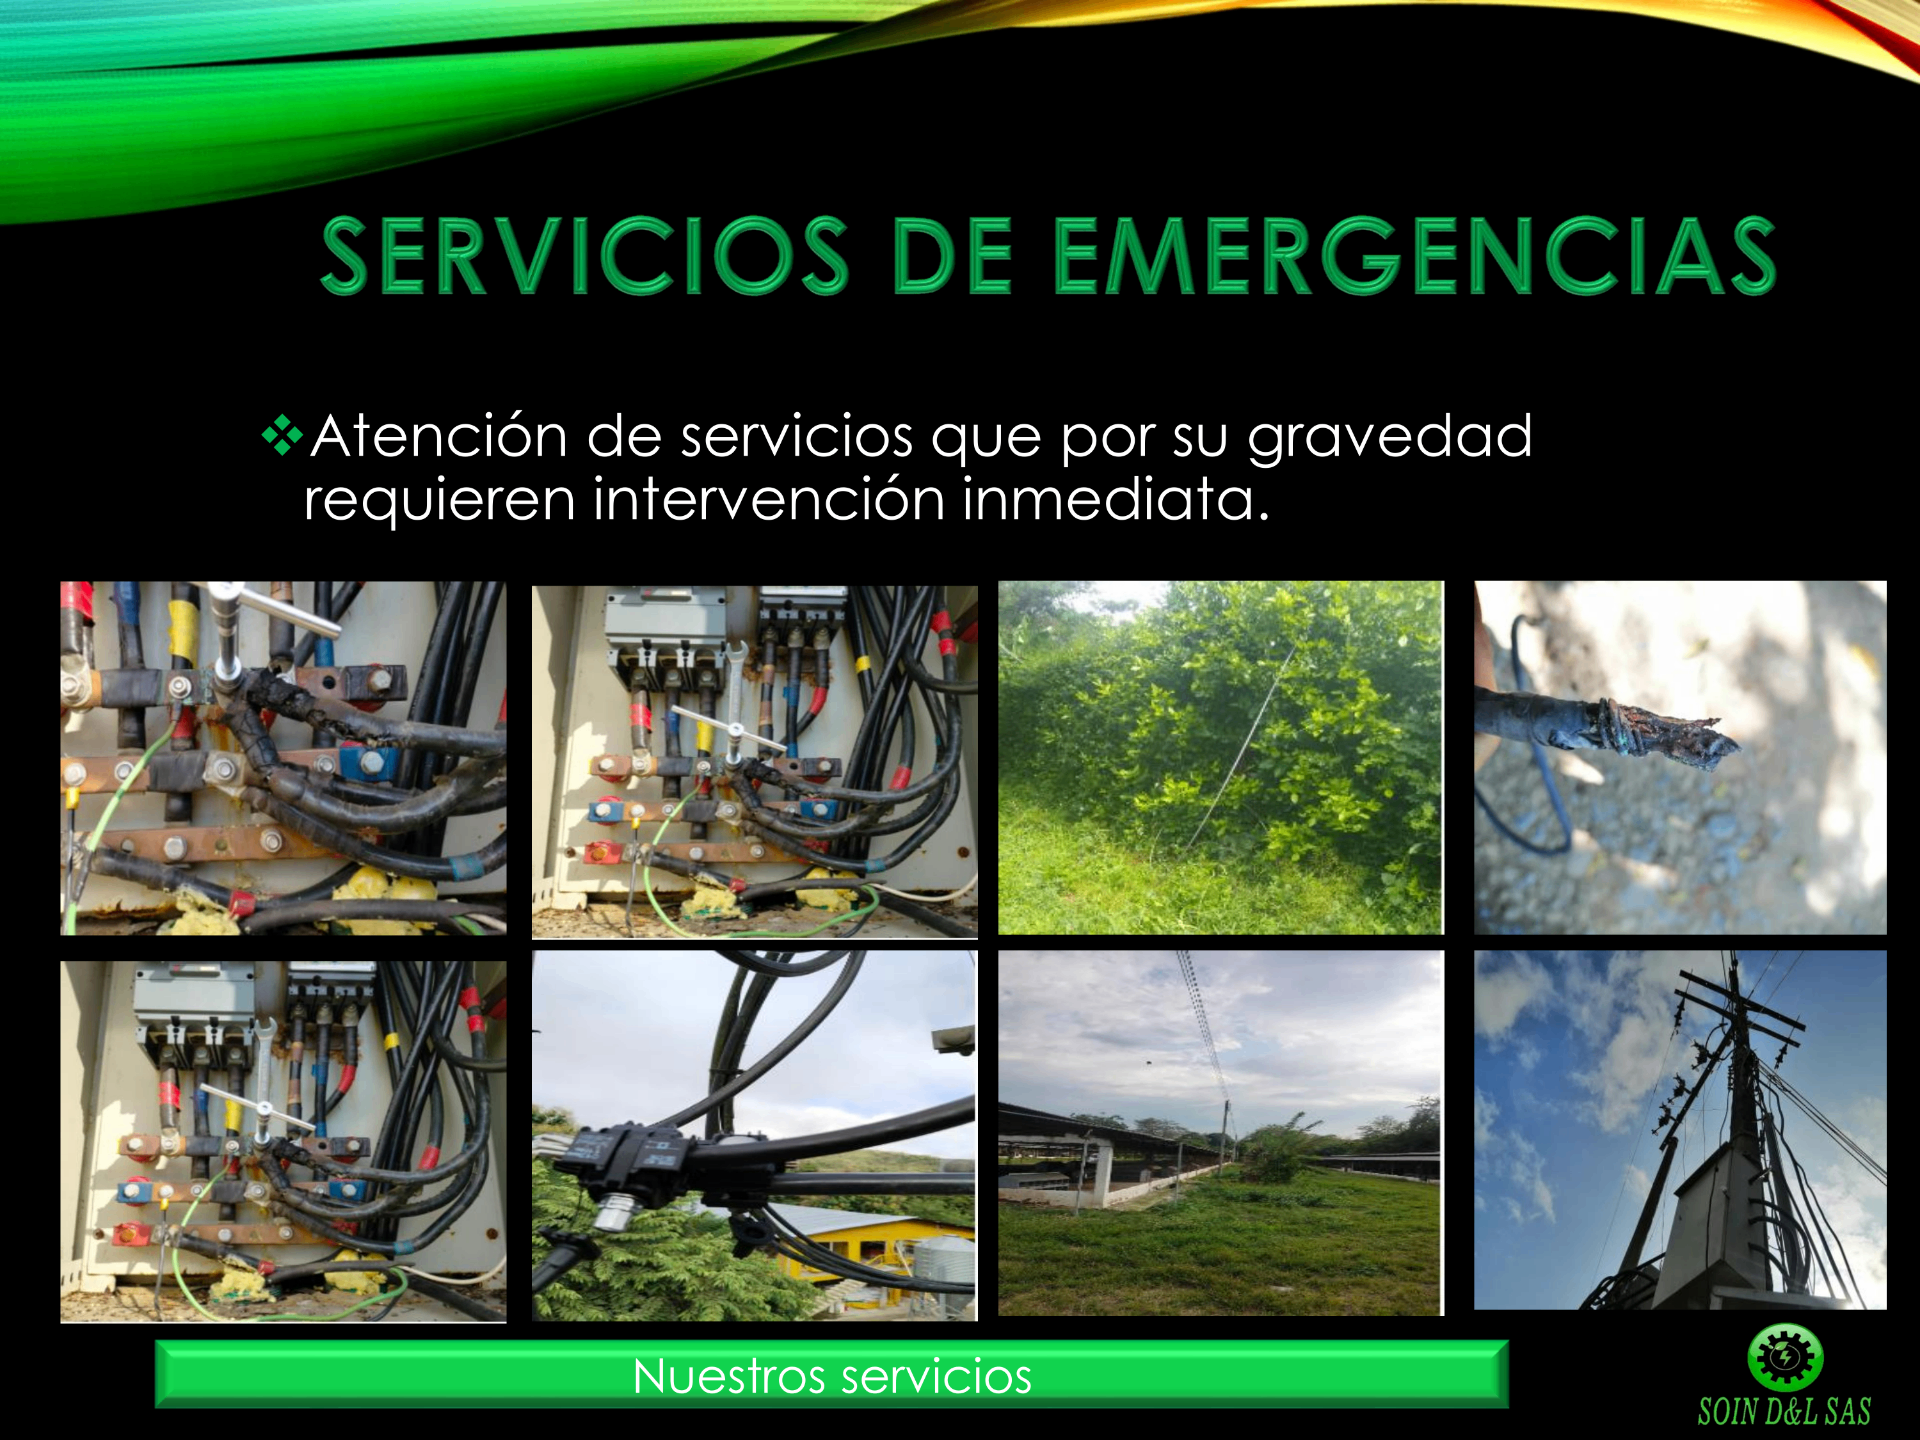 SERVICIOS DE EMERGENCIAS
Atención de servicios que por su gravedad
requieren intervención inmediata.
Nuestros servicios
SOIN D&L SAS